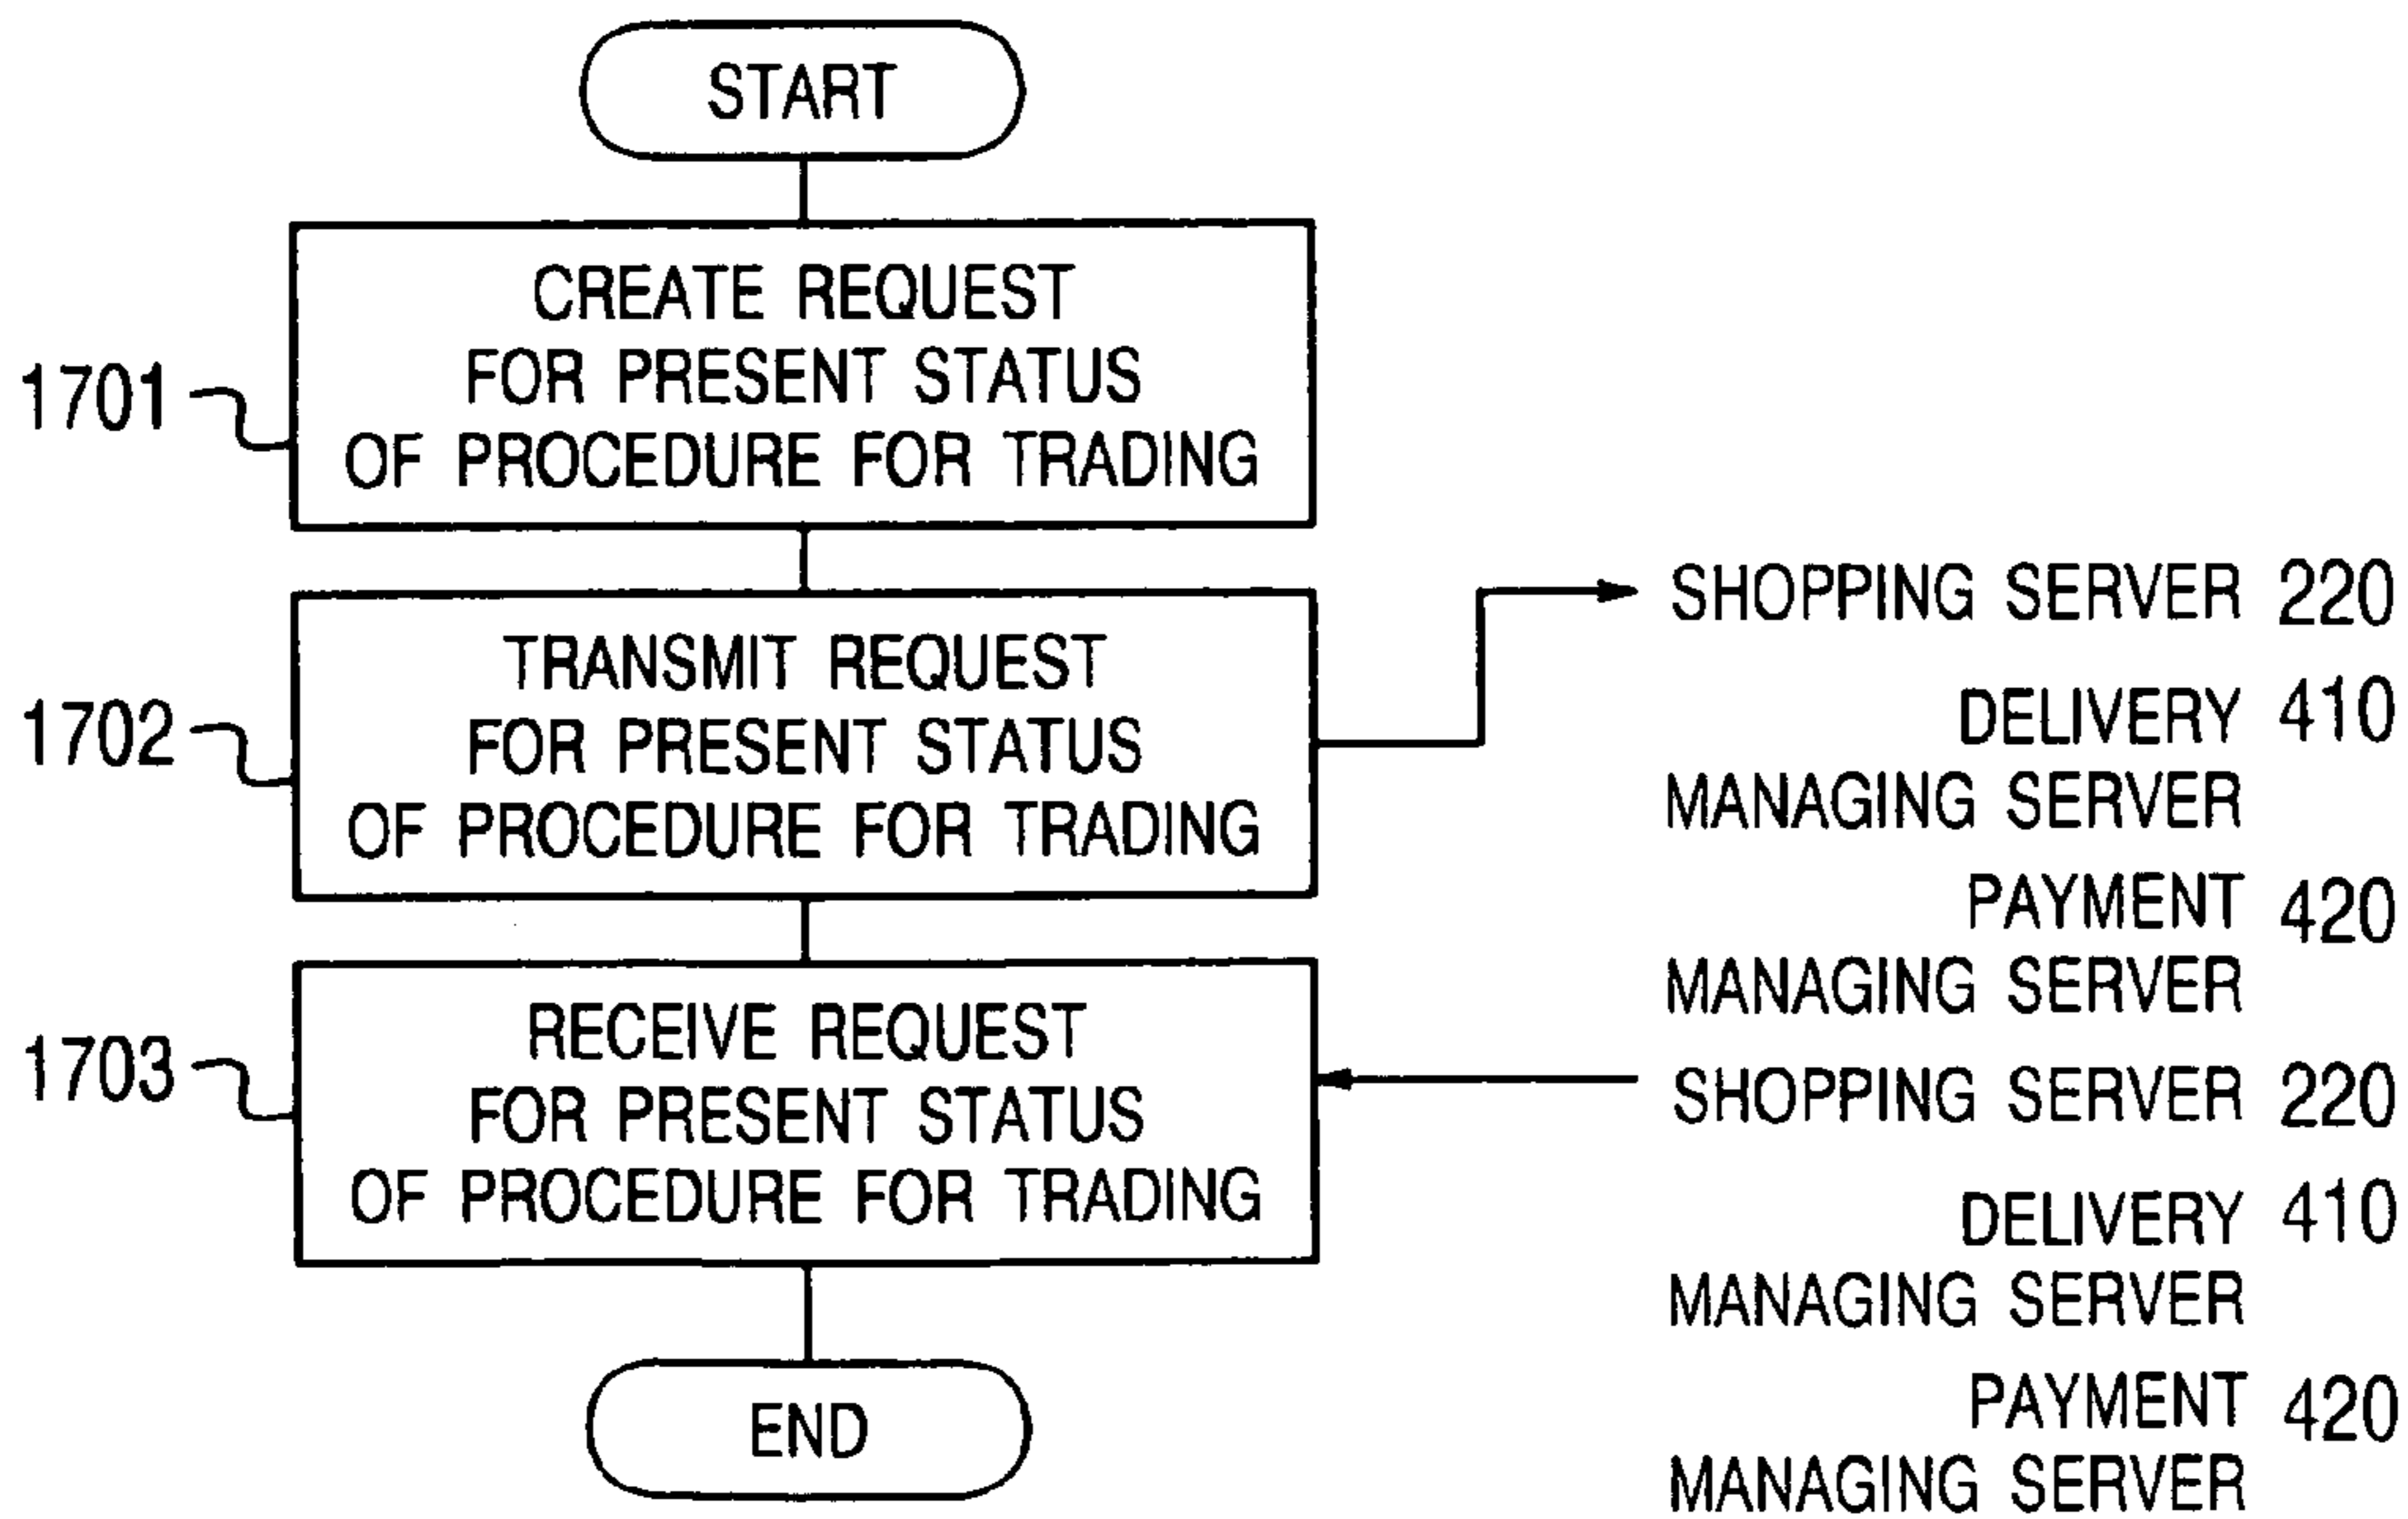 START
CREATE REQUEST
FOR PRESENT STATUS
OF PROCEDURE FOR TRADING
1701
TRANSMIT REQUEST
FOR PRESENT STATUS
OF PROCEDURE FOR TRADING
1702
SHOPPING SERVER 220
DELIVERY 410
MANAGING SERVER
PAYMENT 420
MANAGING SERVER
RECEIVE REQUEST
FOR PRESENT STATUS
OF PROCEDURE FOR TRADING
1703
SHOPPING SERVER 220
DELIVERY 410
MANAGING SERVER
PAYMENT 420
MANAGING SERVER
END